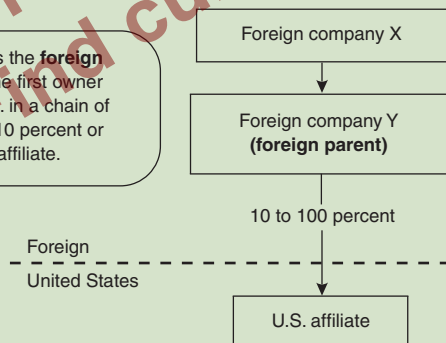 s the foreign
e first owner
. in a chain of
10 percent or
affiliate.
Foreign company X
Foreign company Y
(foreign parent)
10 to 100 percent
Foreign
United States
U.S. affiliate